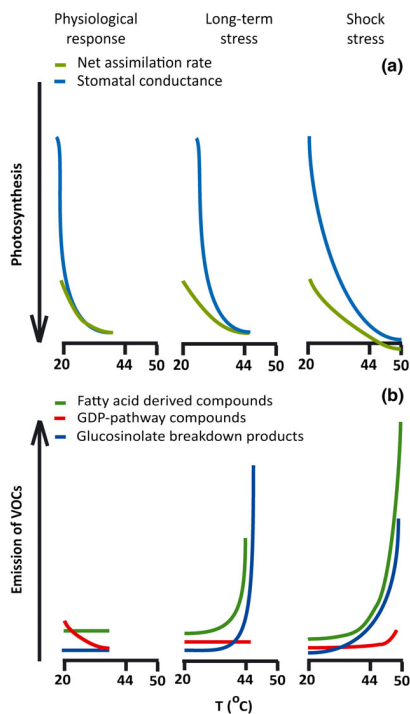 Physiological response
Long-term stress
Shock stress
(a)
Net assimilation rate
Stomatal conductance
Photosynthesis
20 44 50 20 44 50 20 44 50
(b)
Fatty acid derived compounds
GDP-pathway compounds
Glucosinolate breakdown products
Emission of VOCs
20 44 50 20 44 50 20 44 50
T (°C)